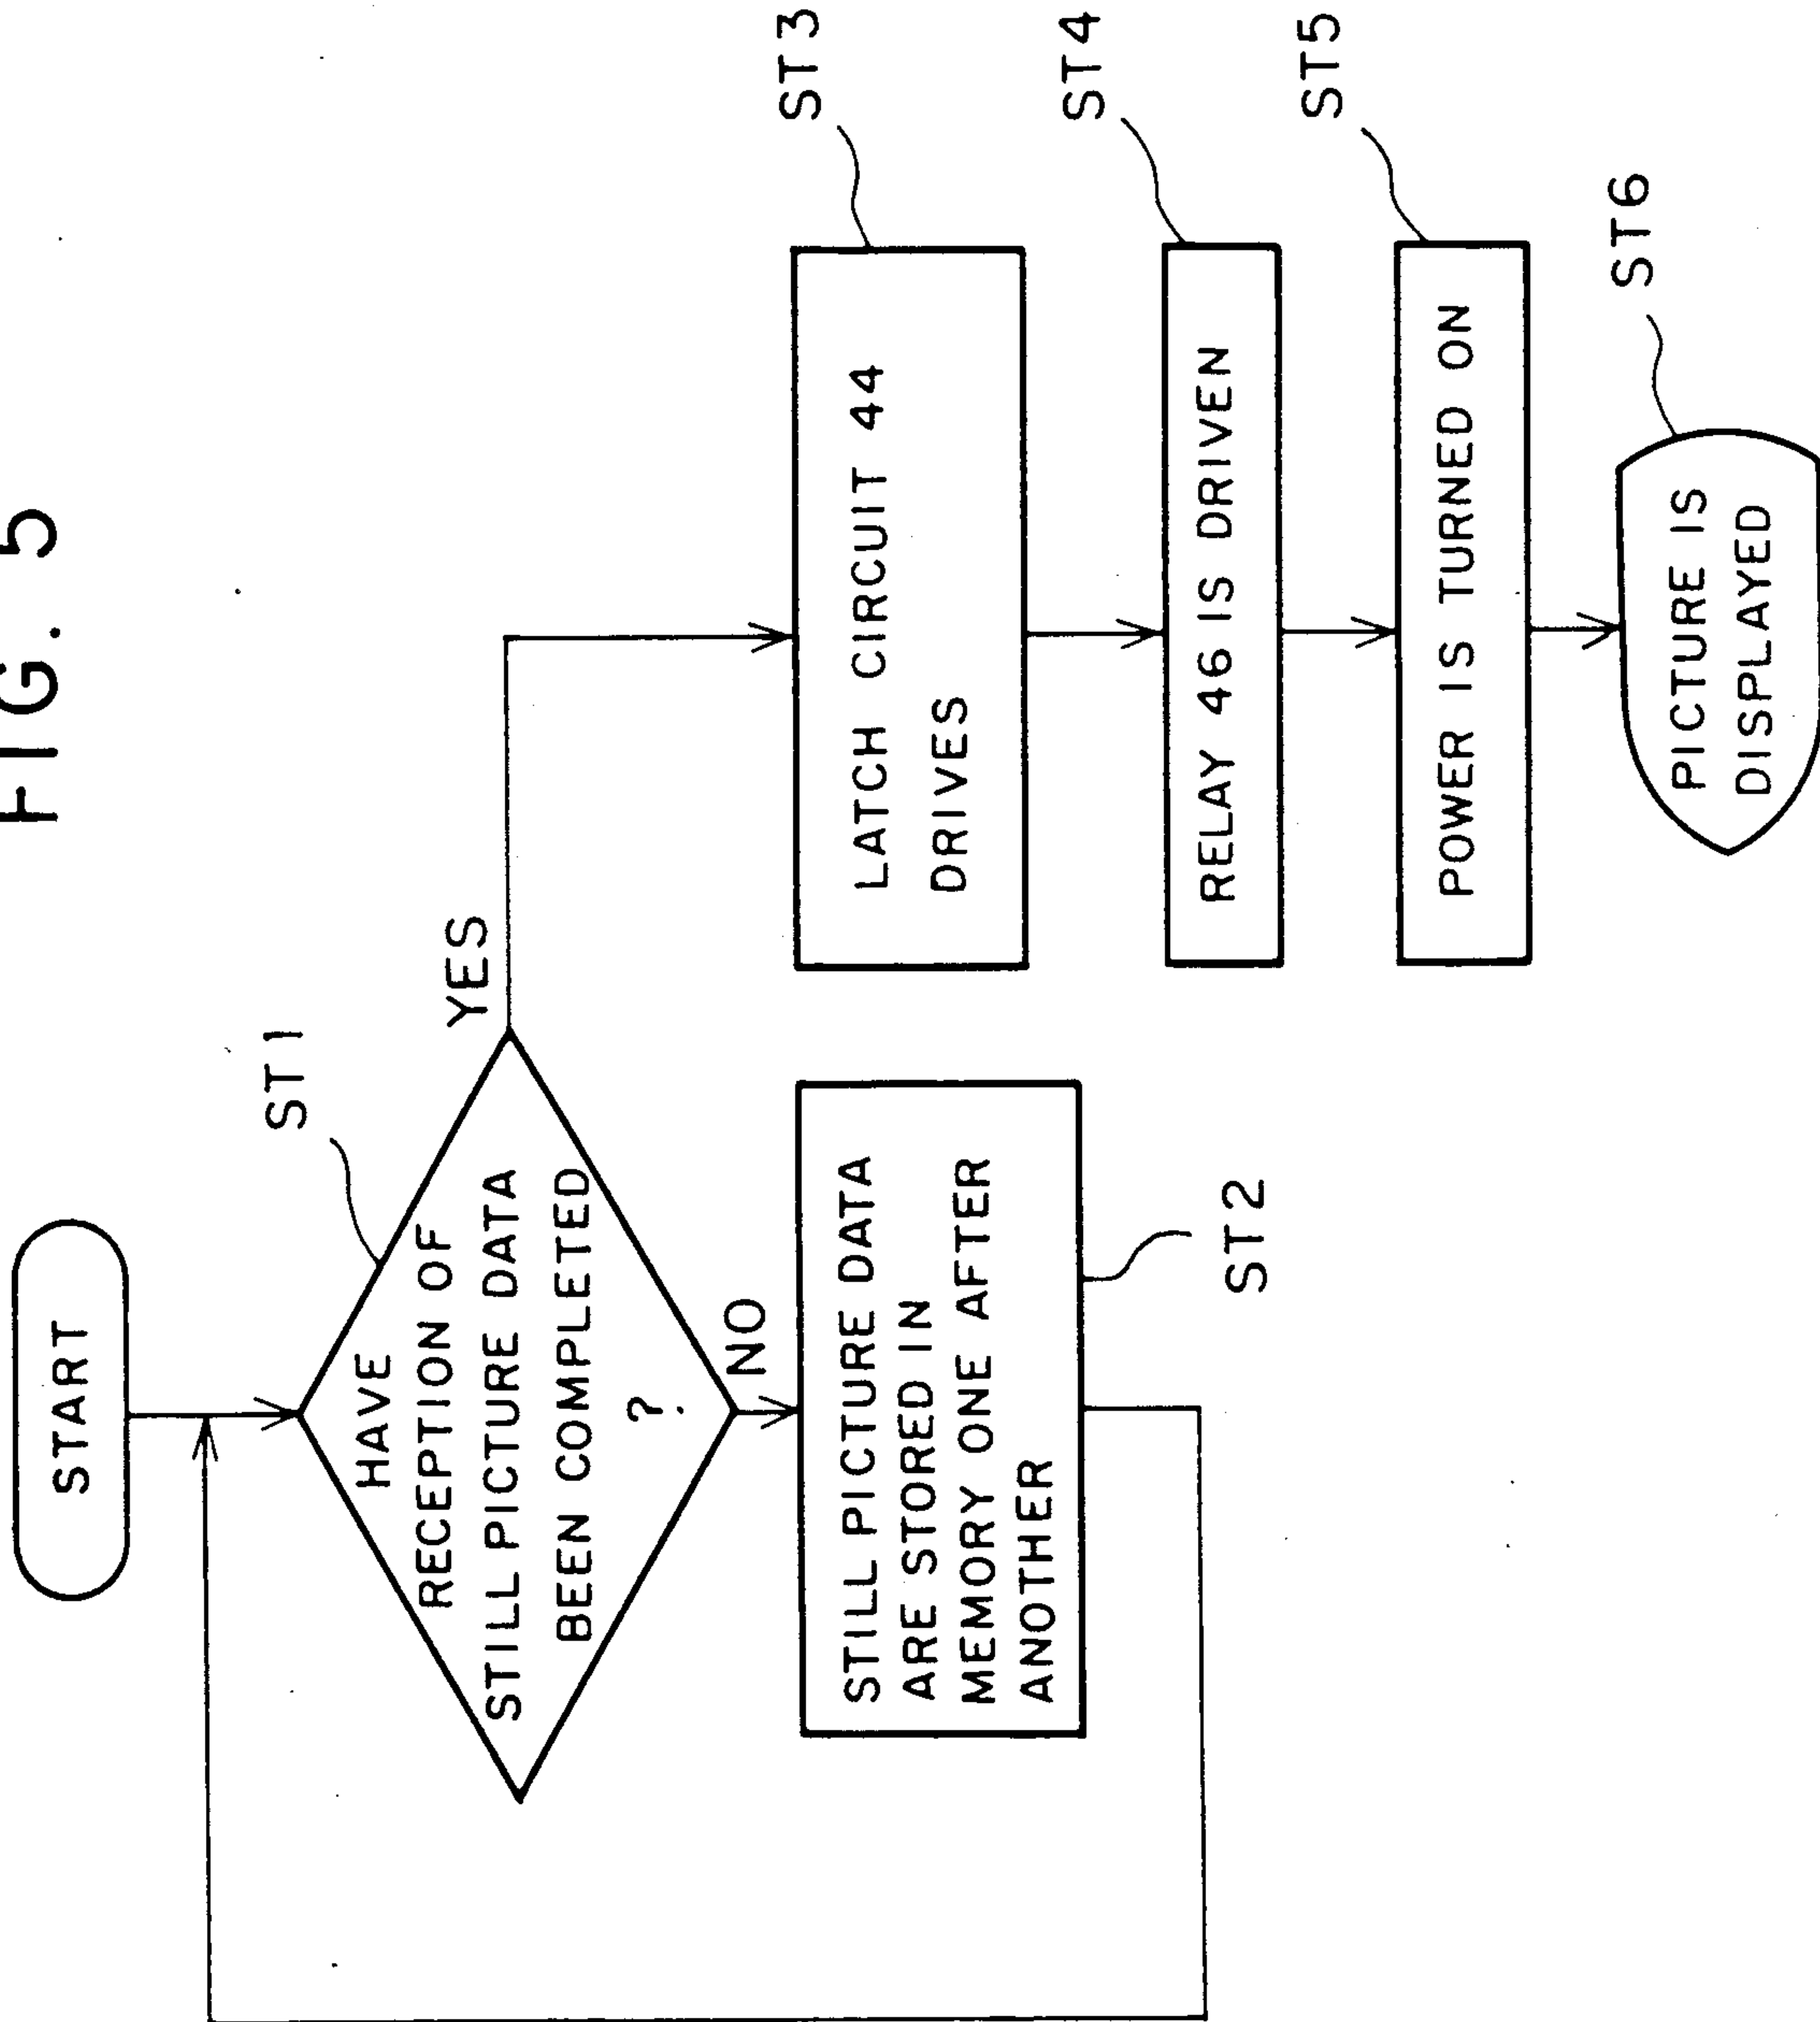 FIG. 5
START
ST1
HAVE
RECEPTION OF
STILL PICTURE DATA
BEEN COMPLETED
?
YES
NO
STILL PICTURE DATA
ARE STORED IN
MEMORY ONE AFTER
ANOTHER
ST2
LATCH CIRCUIT 44
DRIVES
ST3
RELAY 46 IS DRIVEN
ST4
POWER IS TURNED ON
ST5
PICTURE IS
DISPLAYED
ST6